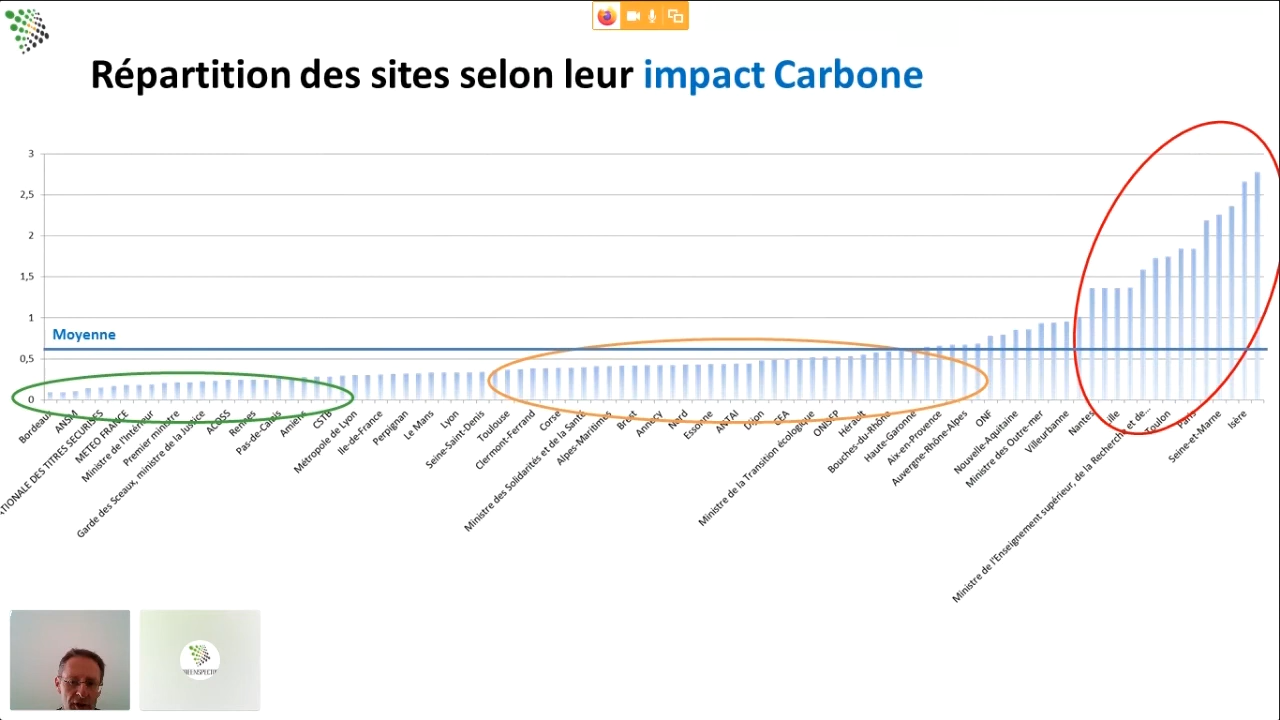 Répartition des sites selon leur impact Carbone
3
2,5
2
1,5
1
0,5
0
Moyenne
Bordeaux
ANSM
TIONALE DES TITRES SECURISES
METEO FRANCE
Ministre de l'Intérieur
Premier ministre
Garde des Sceaux, ministre de la Justice
ACOSS
Rennes
Pas-de-Calais
Amiens
CSTB
Métropole de Lyon
Ile-de-France
Perpignan
Le Mans
Lyon
Seine-Saint-Denis
Toulouse
Clermont-Ferrand
Corse
Ministre des Solidarités et de la Santé
Alpes-Maritimes
Brest
Annecy
Nord
Essonne
ANTAI
Dijon
Ministre de la Transition écologique
ONISEP
Hérault
Bouches-du-Rhône
Haute-Garonne
Aix-en-Provence
Auvergne-Rhône-Alpes
ONF
Nouvelle-Aquitaine
Ministre des Outre-mer
Villeurbanne
Nantes
Ministre de l'Enseignement supérieur, de la Recherche et de...
Toulon
Paris
Seine-et-Marne
Isère